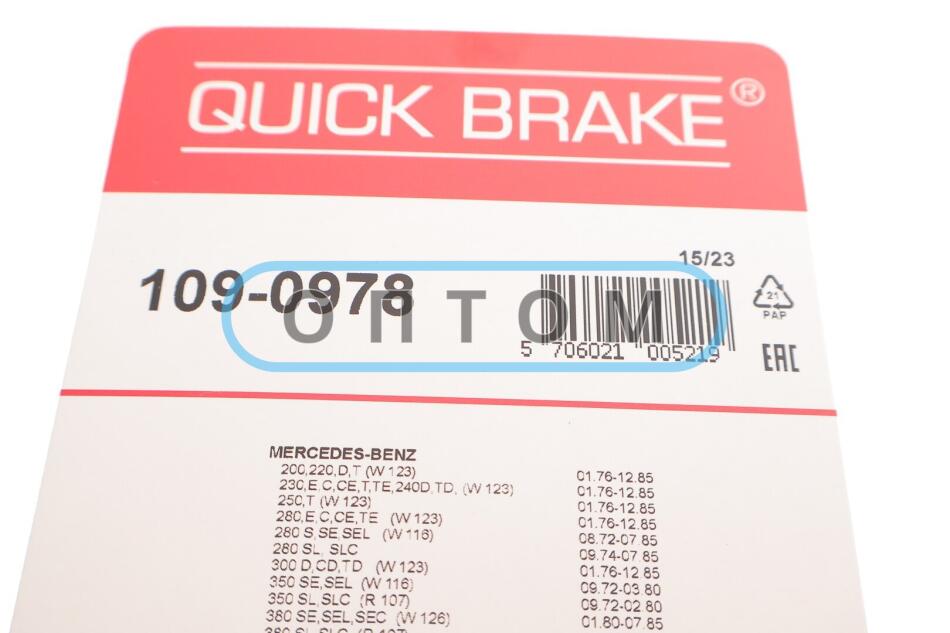 QUICK BRAKE®
15/23
109-0978
ОПТОМ
5 706021 005219
21
PAP
EAC
MERCEDES-BENZ
200,220,D,T (W 123) 01.76-12.85
230,E,C,CE,T,TE,240D,TD, (W 123) 01.76-12.85
250,T (W 123) 01.76-12.85
280,E,C,CE,TE (W 123) 01.76-12.85
280 S,SE,SEL (W 116) 08.72-07.85
280 SL, SLC 09.74-07.85
300 D,CD,TD (W 123) 01.76-12.85
350 SE,SEL (W 116) 09.72-03.80
350 SL,SLC (R 107) 09.72-02.80
380 SE,SEL,SEC (W 126) 01.80-07.85
380 SL, SLC (R 107)